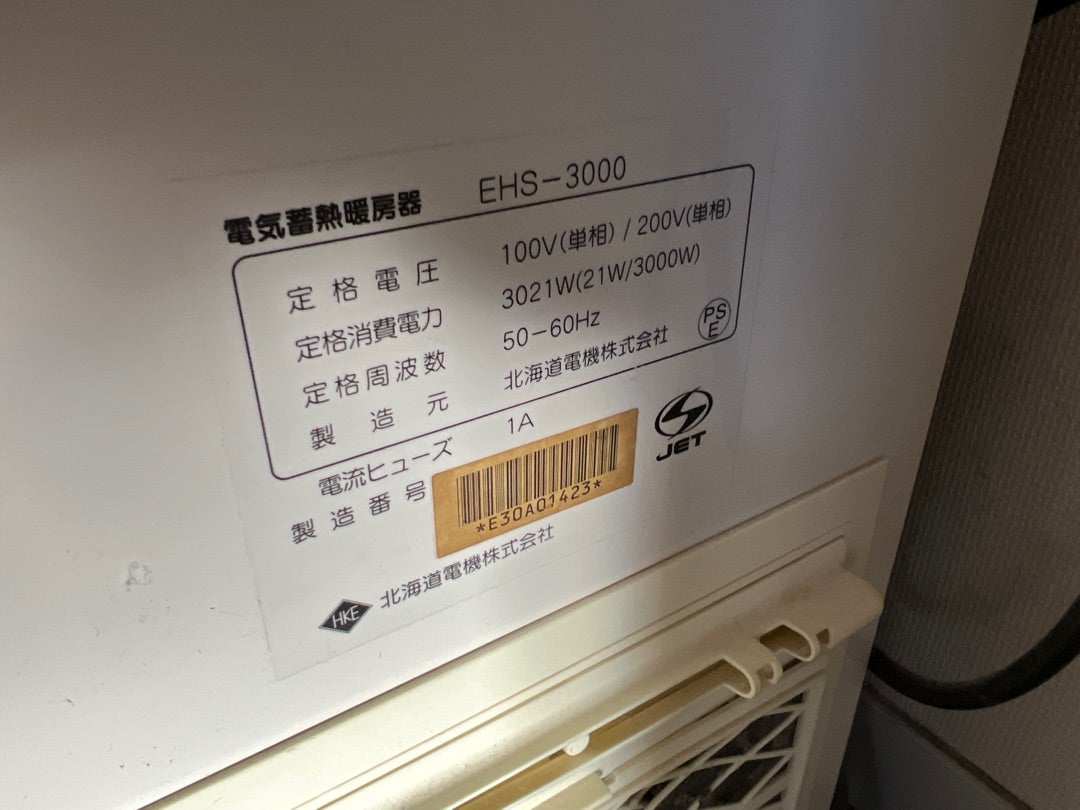 電気蓄熱暖房器 EHS-3000
定格電圧 100V(単相) / 200V(単相)
定格消費電力 3021W(21W/3000W)
定格周波数 50-60Hz
製造元 北海道電機株式会社
PS
E
電流ヒューズ 1A
JET
製造番号 *E30A01423*
HKE 北海道電機株式会社